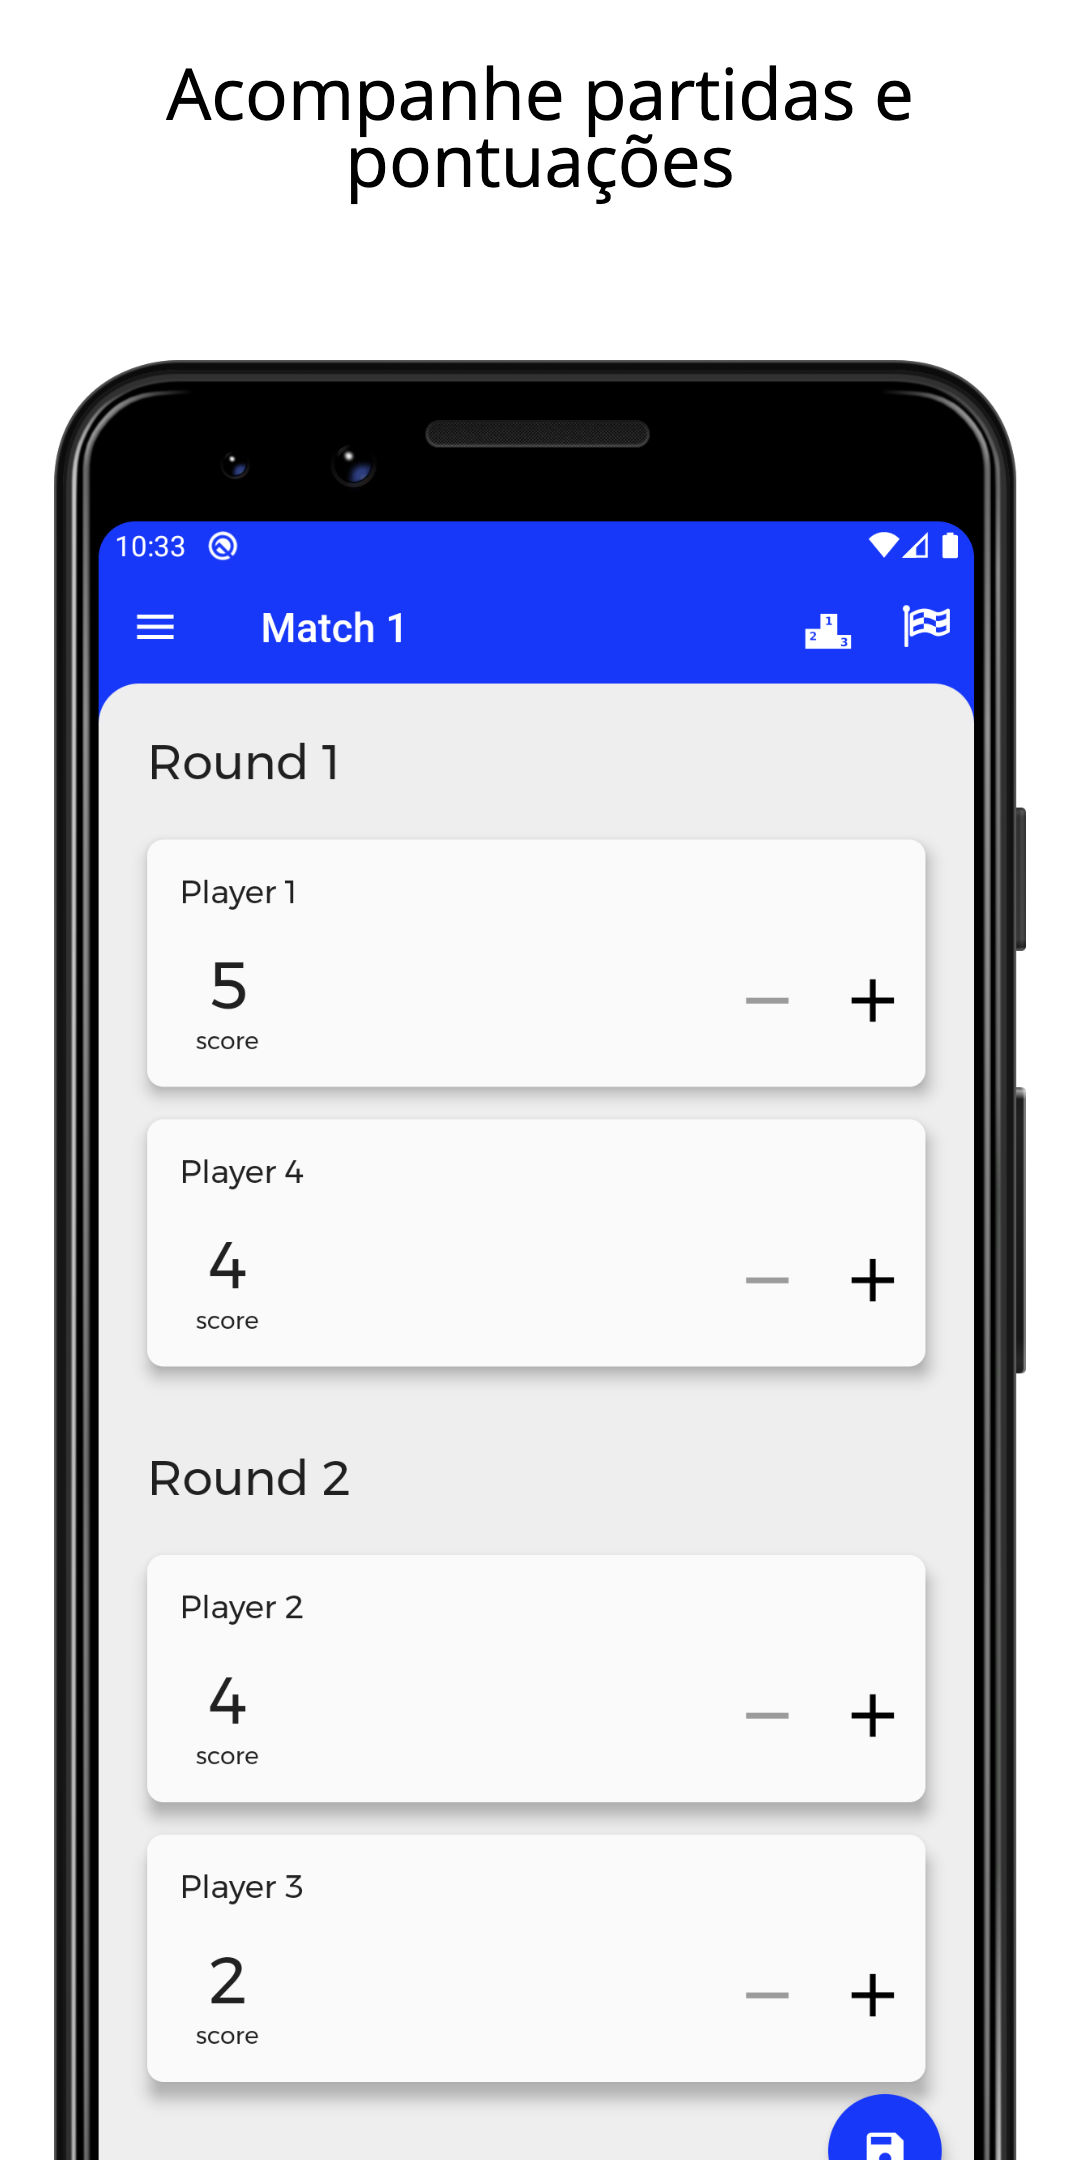 Acompanhe partidas e
pontuações
10:33
Match 1
1
2
3
Round 1
Player 1
5
score
Player 4
4
score
Round 2
Player 2
4
score
Player 3
2
score